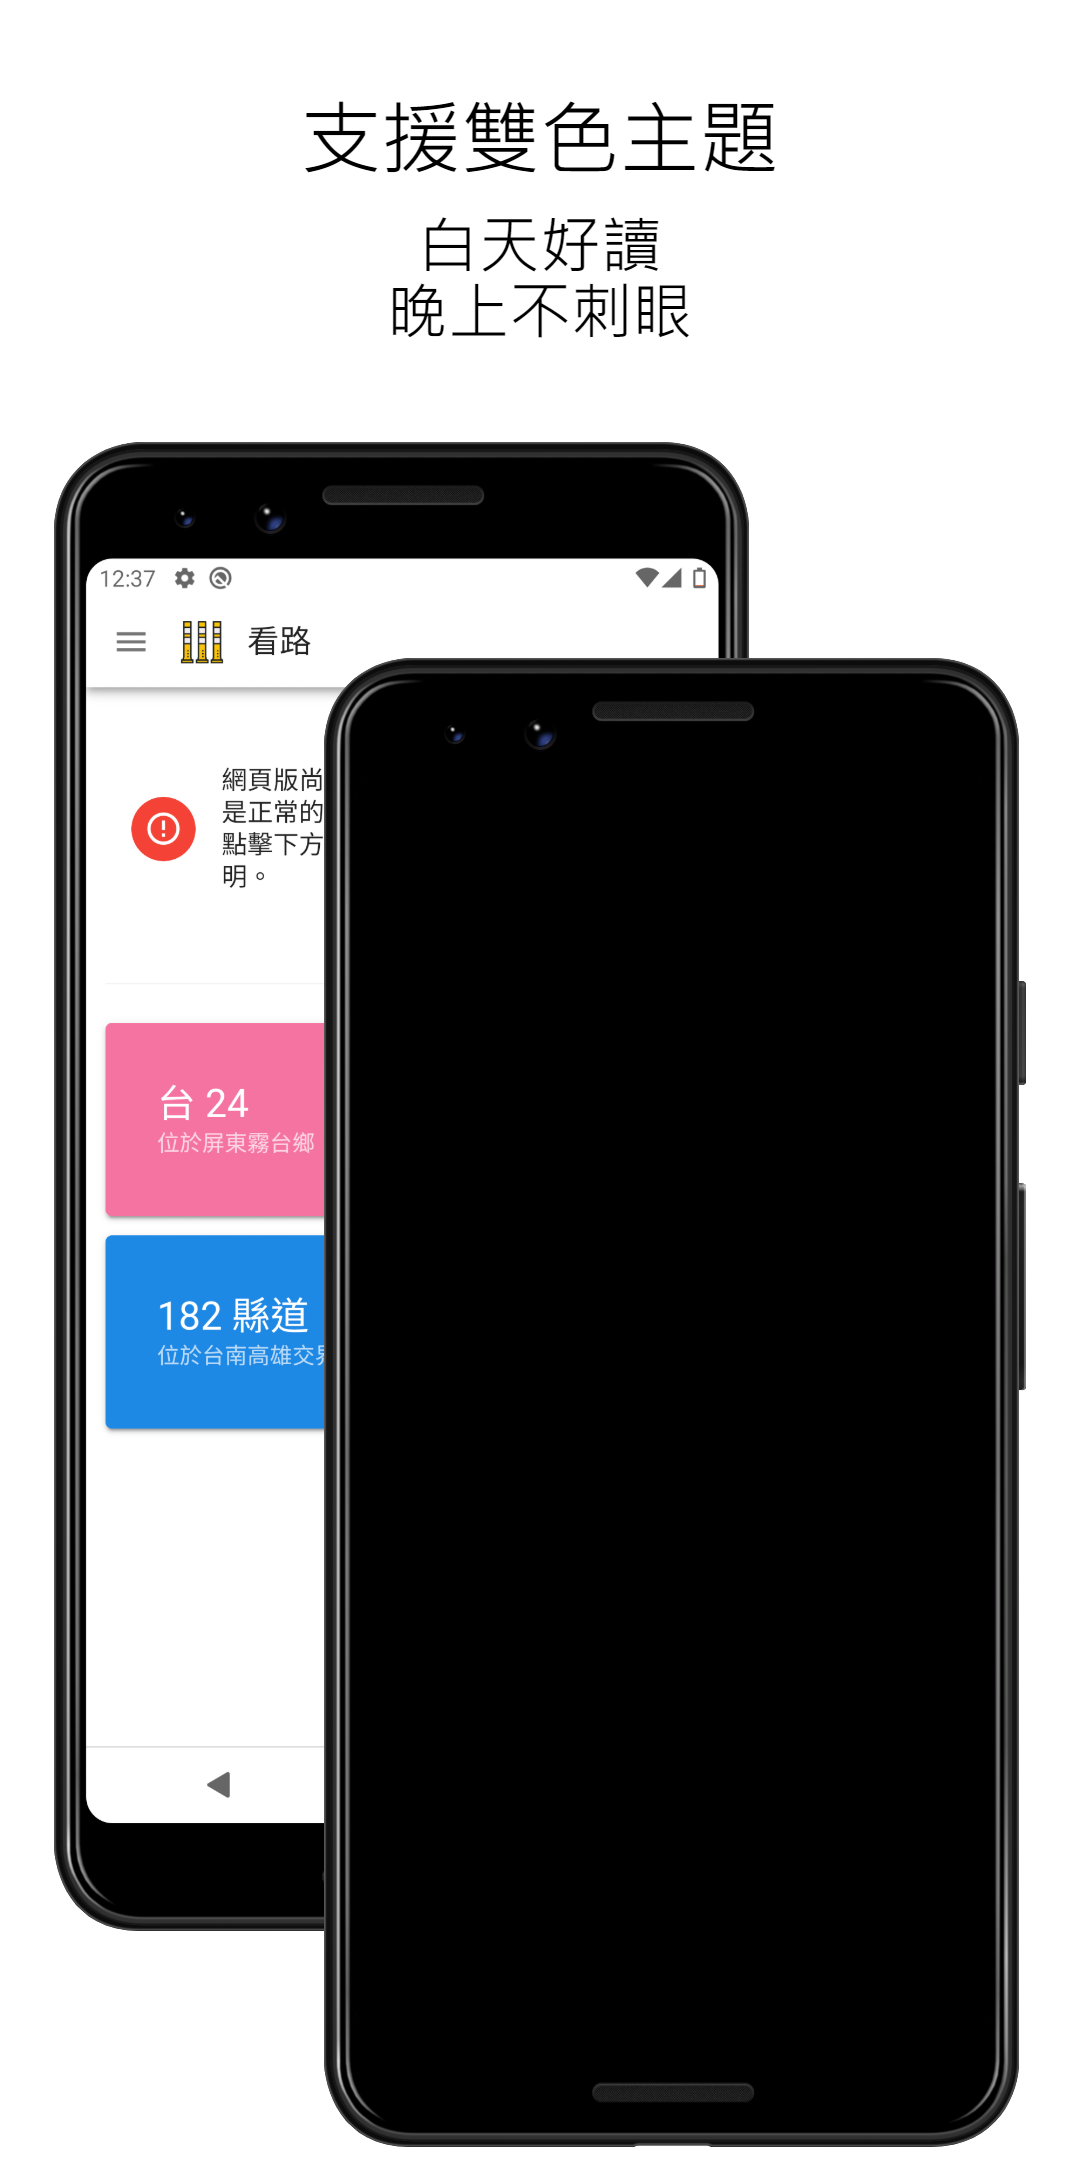 支援雙色主題
白天好讀
晚上不刺眼
12:37
看路
網頁版尚
是正常的
點擊下方
明。
台 24
位於屏東霧台鄉
182 縣道
位於台南高雄交界